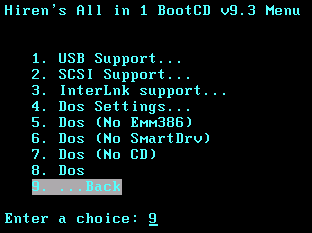 Hiren's All in 1 BootCD v9.3 Menu
1. USB Support...
2. SCSI Support...
3. InterLnk support...
4. Dos Settings...
5. Dos (No Emm386)
6. Dos (No SmartDrv)
7. Dos (No CD)
8. Dos
9. ...Back
Enter a choice: 9